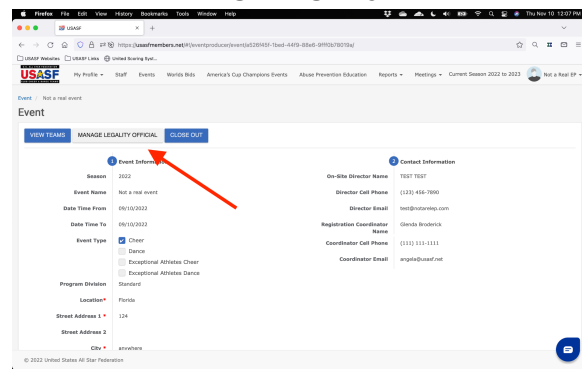 Firefox File Edit View History Bookmarks Tools Window Help Thu Nov 10 12:07 PM
USASF
https://usasfmembers.net/#/eventproducer/event/
USASF Websites USASF Links United Scoring Syst...
USASF My Profile Staff Events Worlds Bids America's Cup Champions Events Abuse Prevention Education Reports Meetings Current Season 2022 to 2023 Not a Real EP
Event / Not a real event
Event
VIEW TEAMS MANAGE LEGALITY OFFICIAL CLOSE OUT
1 Event Information 2 Contact Information
Season 2022 On-Site Director Name TEST TEST
Event Name Not a real event Director Cell Phone (123) 456-7890
Date Time From 09/10/2022 Director Email test@notarelep.com
Date Time To 09/10/2022 Registration Coordinator Name Glenda Broderick
Event Type Cheer Coordinator Cell Phone (111) 111-1111
Dance
Exceptional Athletes Cheer Coordinator Email angela@usasf.net
Exceptional Athletes Dance
Program Division Standard
Location* Florida
Street Address 1 * 124
Street Address 2
City * anywhere
© 2022 United States All Star Federation